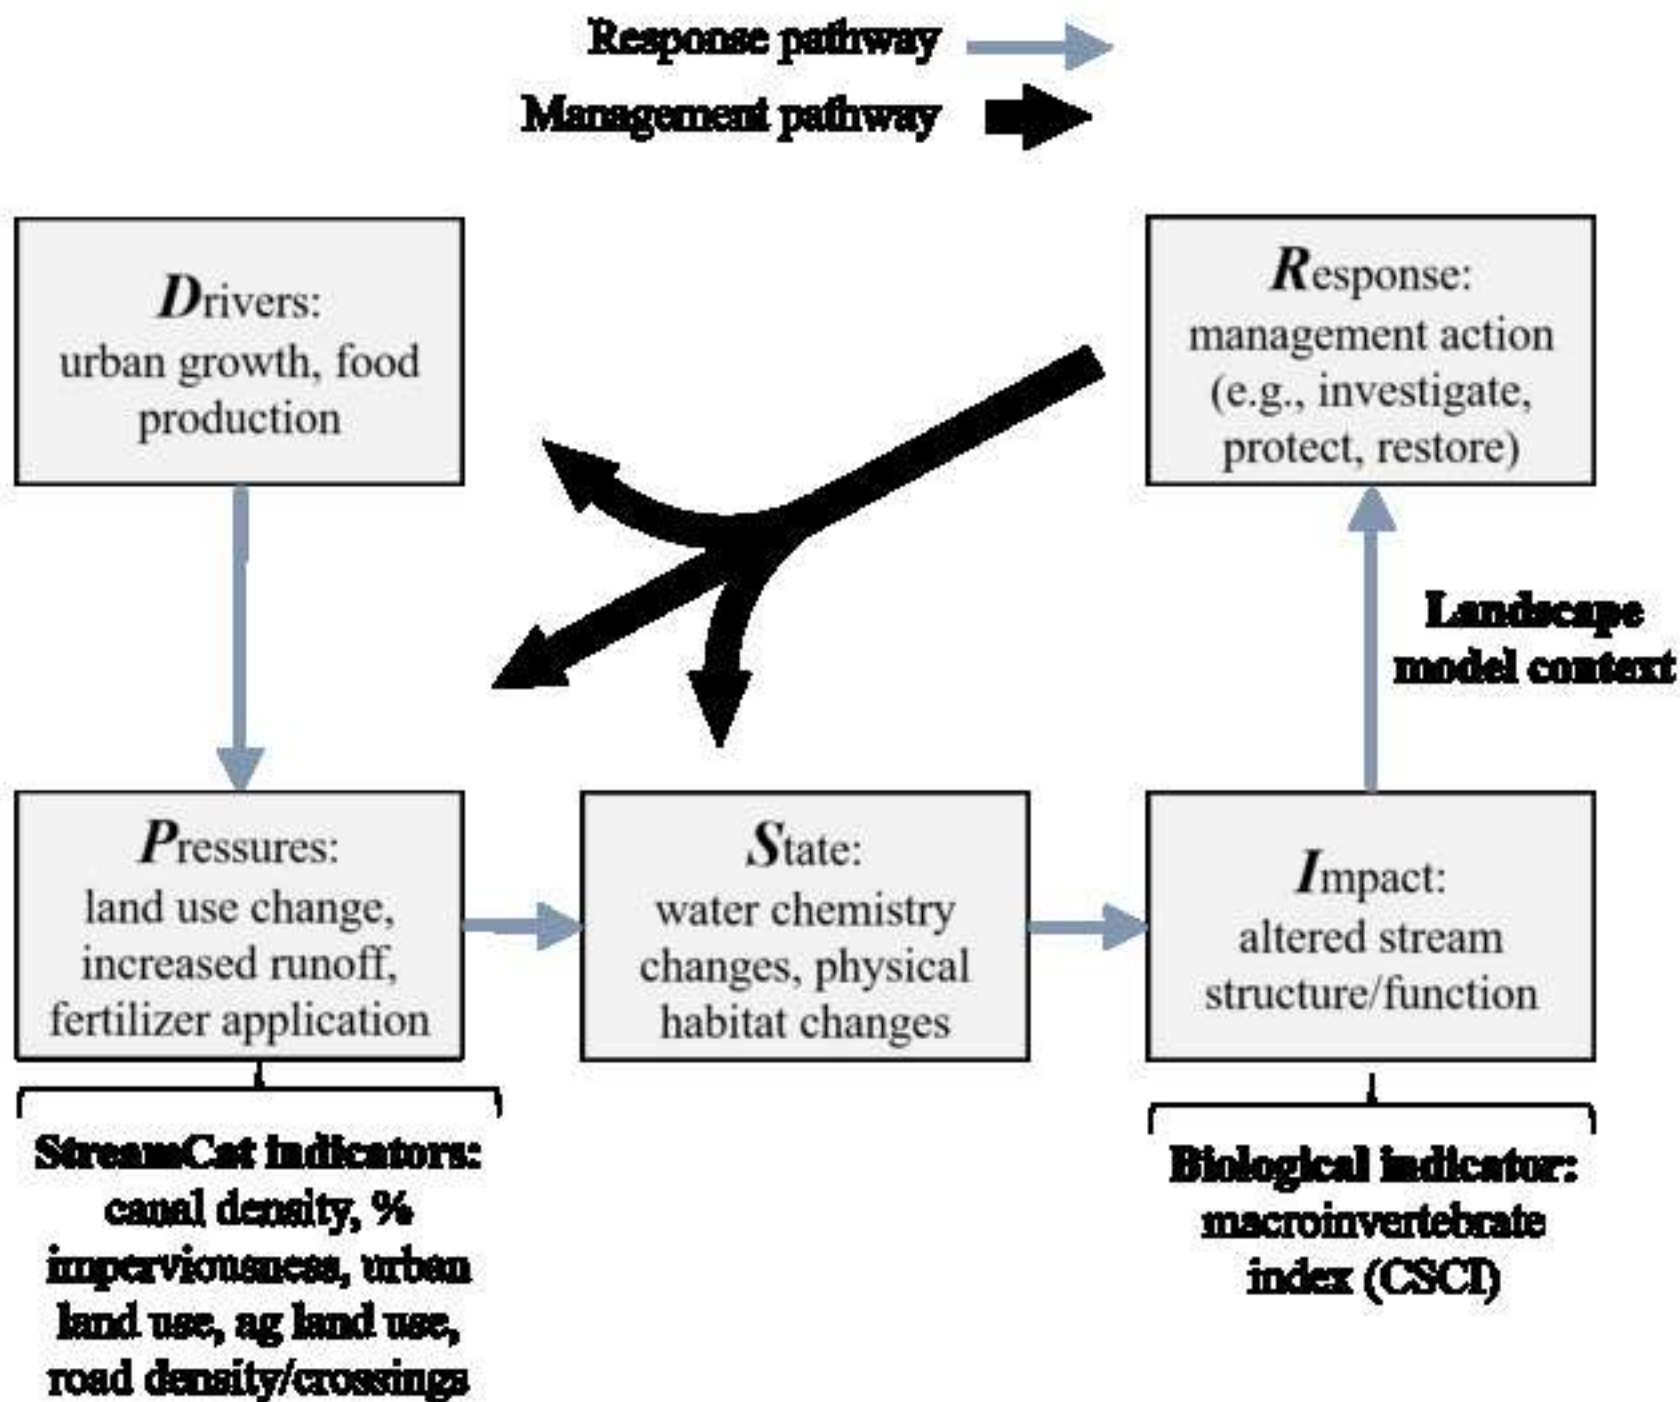 Response pathway
Management pathway
Drivers:
urban growth, food
production
Response:
management action
(e.g., investigate,
protect, restore)
Landscape
model context
Pressures:
land use change,
increased runoff,
fertilizer application
State:
water chemistry
changes, physical
habitat changes
Impact:
altered stream
structure/function
StreamCat indicators:
canal density, %
imperviousness, urban
land use, ag land use,
road density/crossings
Biological indicator:
macroinvertebrate
index (CSCI)